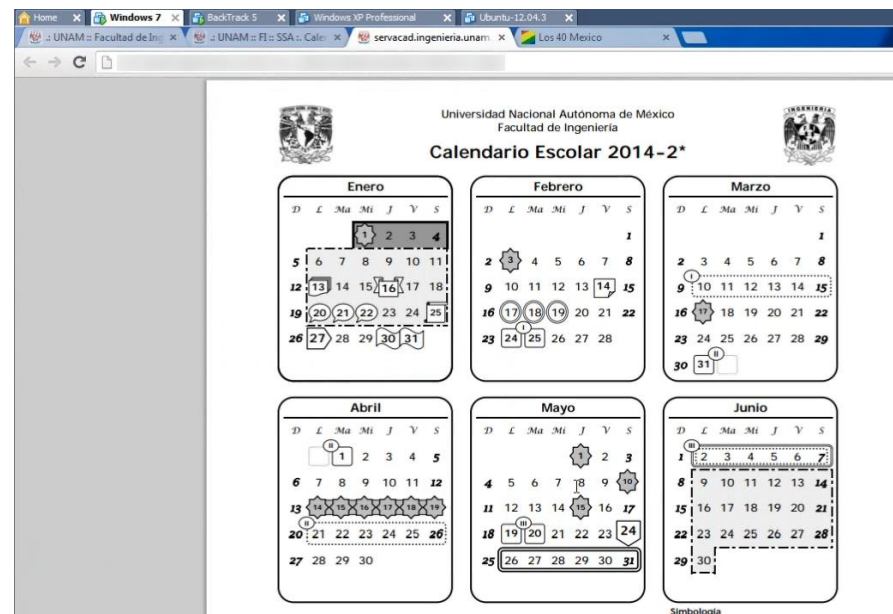 Home Windows 7 BackTrack 5 Windows XP Professional Ubuntu-12.04.3
.: UNAM :: Facultad de Ing .: UNAM :: FI :: SSA :. Cale servacad.ingenieria.unam. Los 40 Mexico
Universidad Nacional Autónoma de México
Facultad de Ingeniería
INGENIERIA
Calendario Escolar 2014-2*
Enero
D L Ma Mi J V S
1 2 3 4
5 6 7 8 9 10 11
12 13 14 15 16 17 18
19 20 21 22 23 24 25
26 27 28 29 30 31
Febrero
D L Ma Mi J V S
1
2 3 4 5 6 7 8
9 10 11 12 13 14 15
16 17 18 19 20 21 22
I
23 24 25 26 27 28
Marzo
D L Ma Mi J V S
1
2 3 4 5 6 7 8
I
9 10 11 12 13 14 15
16 17 18 19 20 21 22
23 24 25 26 27 28 29
II
30 31
Abril
D L Ma Mi J V S
II
1 2 3 4 5
6 7 8 9 10 11 12
13 14 15 16 17 18 19
II
20 21 22 23 24 25 26
27 28 29 30
Mayo
D L Ma Mi J V S
1 2 3
4 5 6 7 8 9 10
11 12 13 14 15 16 17
III
18 19 20 21 22 23 24
25 26 27 28 29 30 31
Junio
D L Ma Mi J V S
III
1 2 3 4 5 6 7
8 9 10 11 12 13 14
15 16 17 18 19 20 21
22 23 24 25 26 27 28
29 30
Simbología